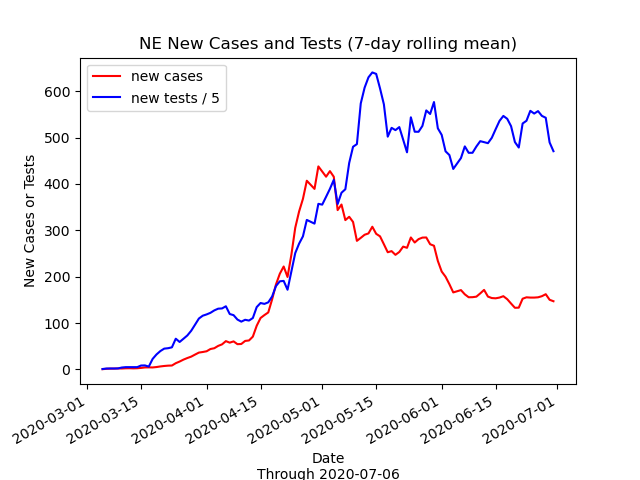 NE New Cases and Tests (7-day rolling mean)
new cases
new tests / 5
New Cases or Tests
600
500
400
300
200
100
0
2020-03-01
2020-03-15
2020-04-01
2020-04-15
2020-05-01
2020-05-15
2020-06-01
2020-06-15
2020-07-01
Date
Through 2020-07-06